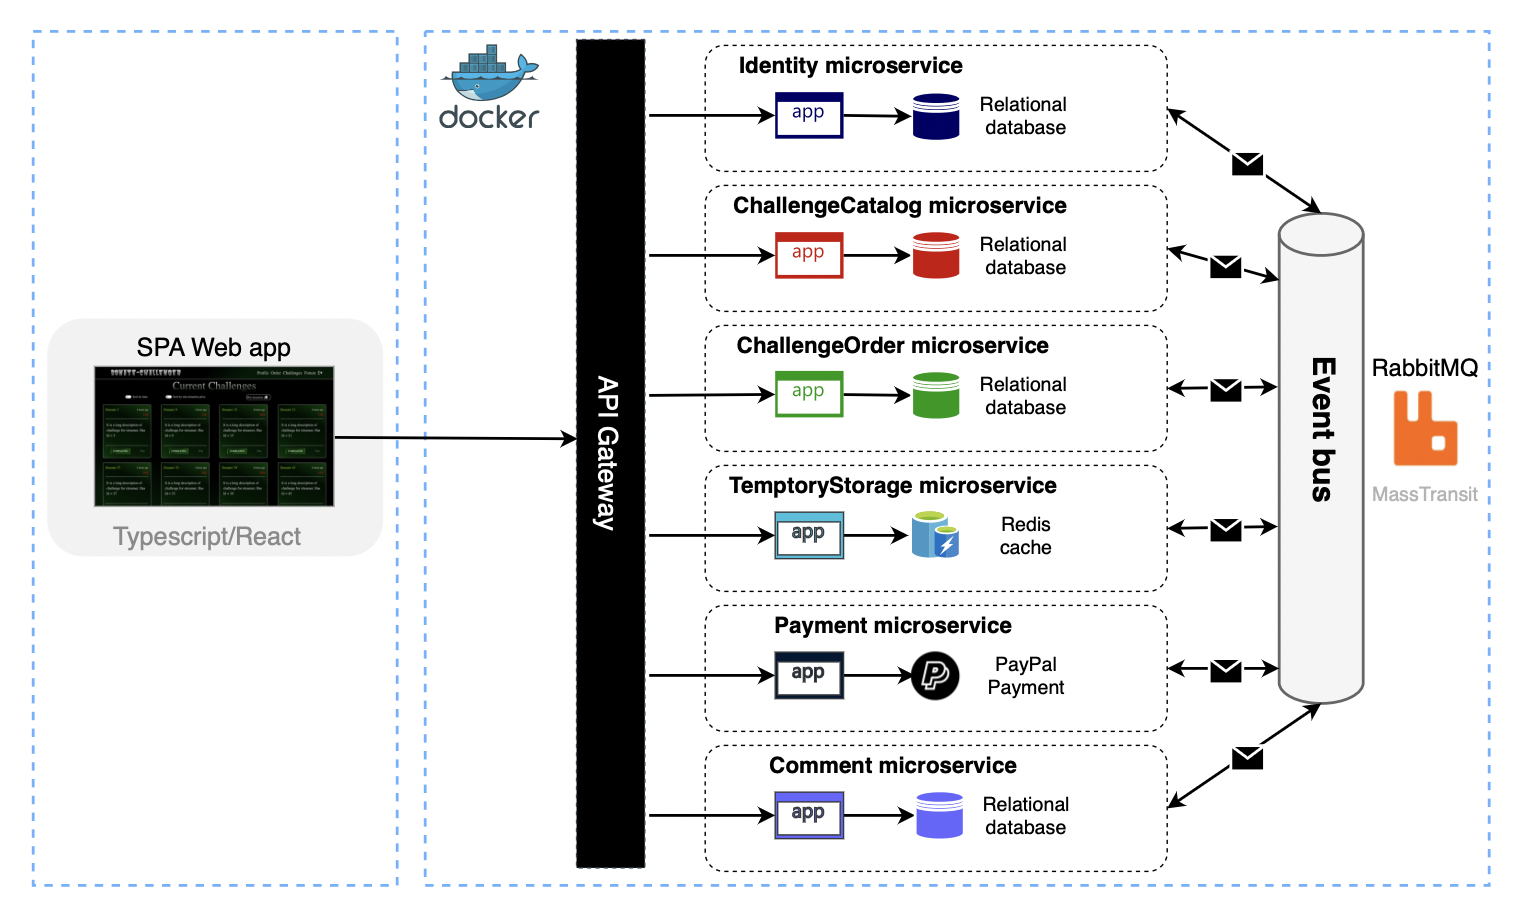 docker
Identity microservice
app
Relational
database
ChallengeCatalog microservice
app
Relational
database
ChallengeOrder microservice
app
Relational
database
TemptoryStorage microservice
app
Redis
cache
Payment microservice
app
PayPal
Payment
Comment microservice
app
Relational
database
SPA Web app
Current Challenges
Typescript/React
API Gateway
Event bus
RabbitMQ
MassTransit